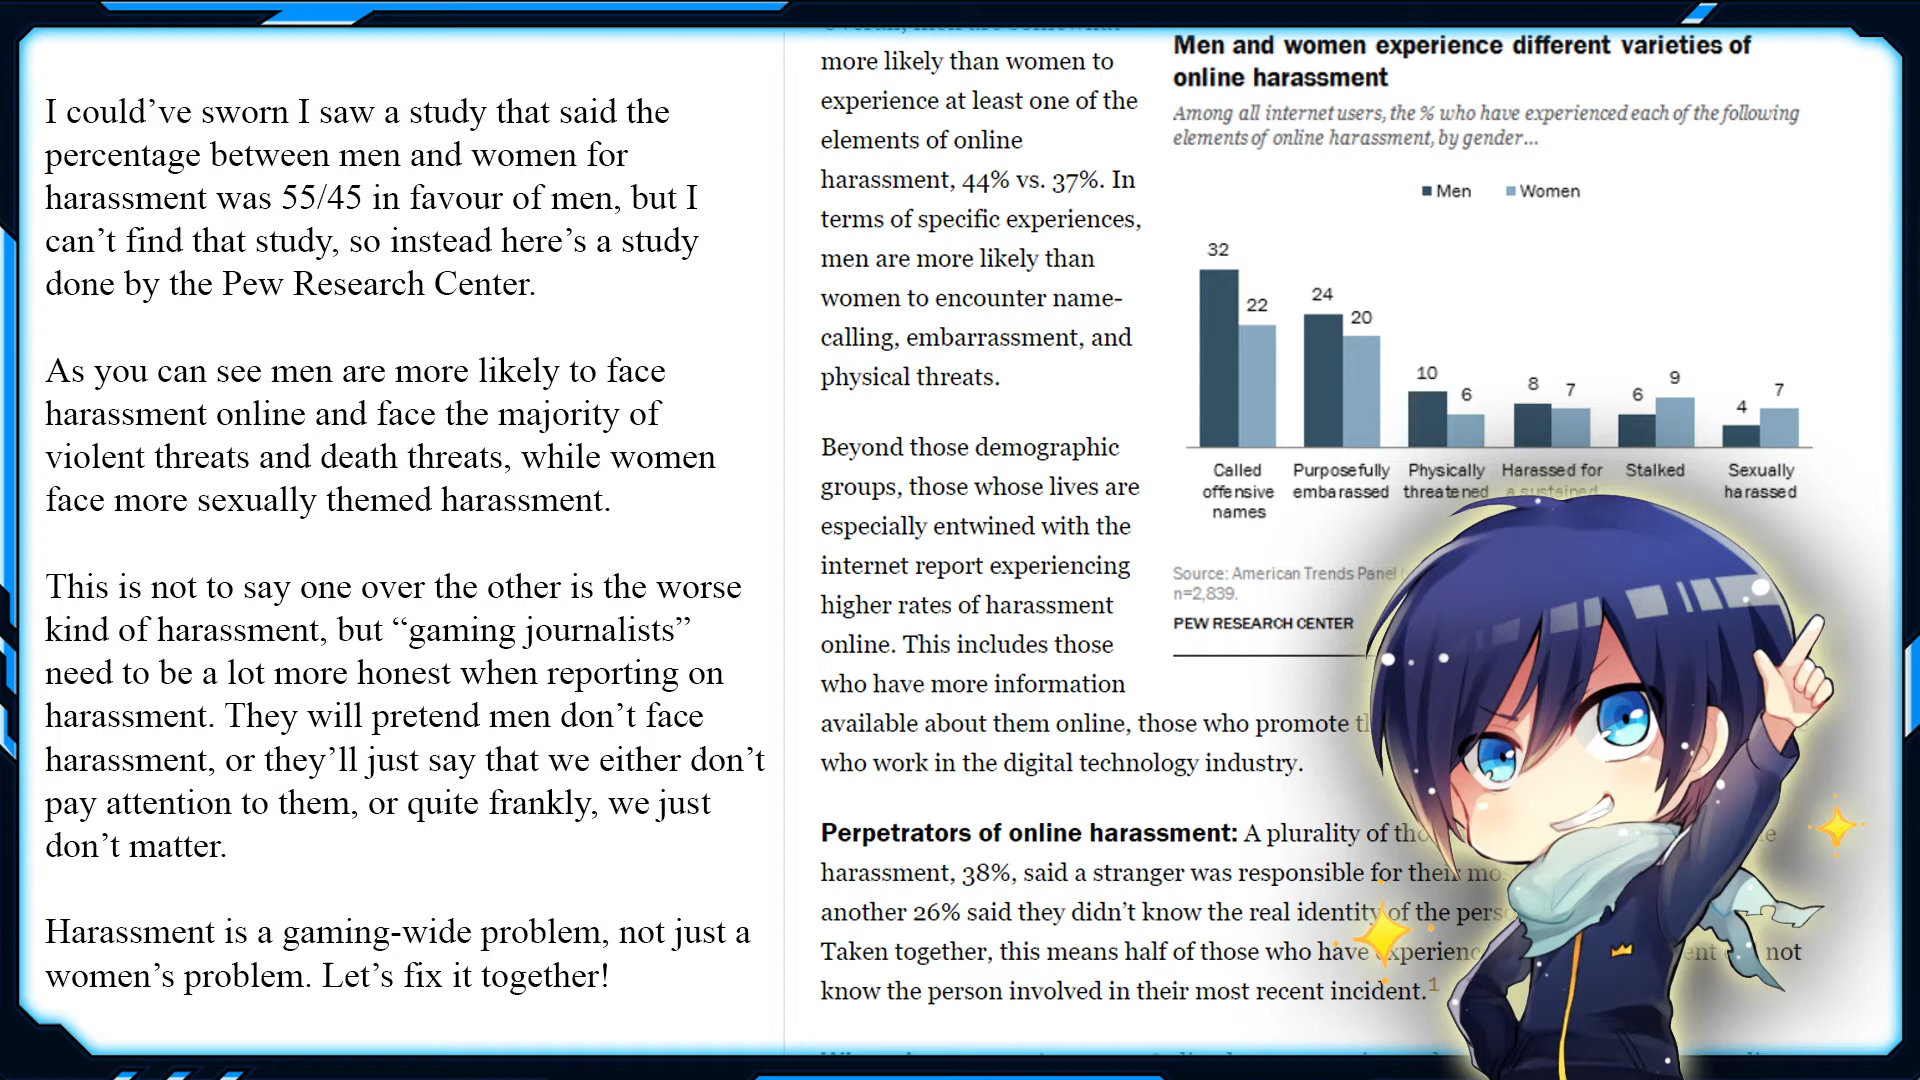 I could’ve sworn I saw a study that said the
percentage between men and women for
harassment was 55/45 in favour of men, but I
can’t find that study, so instead here’s a study
done by the Pew Research Center.
As you can see men are more likely to face
harassment online and face the majority of
violent threats and death threats, while women
face more sexually themed harassment.
This is not to say one over the other is the worse
kind of harassment, but “gaming journalists”
need to be a lot more honest when reporting on
harassment. They will pretend men don’t face
harassment, or they’ll just say that we either don’t
pay attention to them, or quite frankly, we just
don’t matter.
Harassment is a gaming-wide problem, not just a
women’s problem. Let’s fix it together!
more likely than women to
experience at least one of the
elements of online
harassment, 44% vs. 37%. In
terms of specific experiences,
men are more likely than
women to encounter name-
calling, embarrassment, and
physical threats.
Beyond those demographic
groups, those whose lives are
especially entwined with the
internet report experiencing
higher rates of harassment
online. This includes those
who have more information
available about them online, those who promote
who work in the digital technology industry.
Perpetrators of online harassment: A plurality of
harassment, 38%, said a stranger was responsible for their
another 26% said they didn’t know the real identity of the
Taken together, this means half of those who have
not
know the person involved in their most recent incident.1
Men and women experience different varieties of
online harassment
Among all internet users, the % who have experienced each of the following
elements of online harassment, by gender...
Men Women
32 22 24 20 10 6 8 7 6 9 4 7
Called Purposefully Physically Harassed for Stalked Sexually
offensive embarassed threatened a sustained harassed
names
Source: American Trends Panel
n=2,839.
PEW RESEARCH CENTER